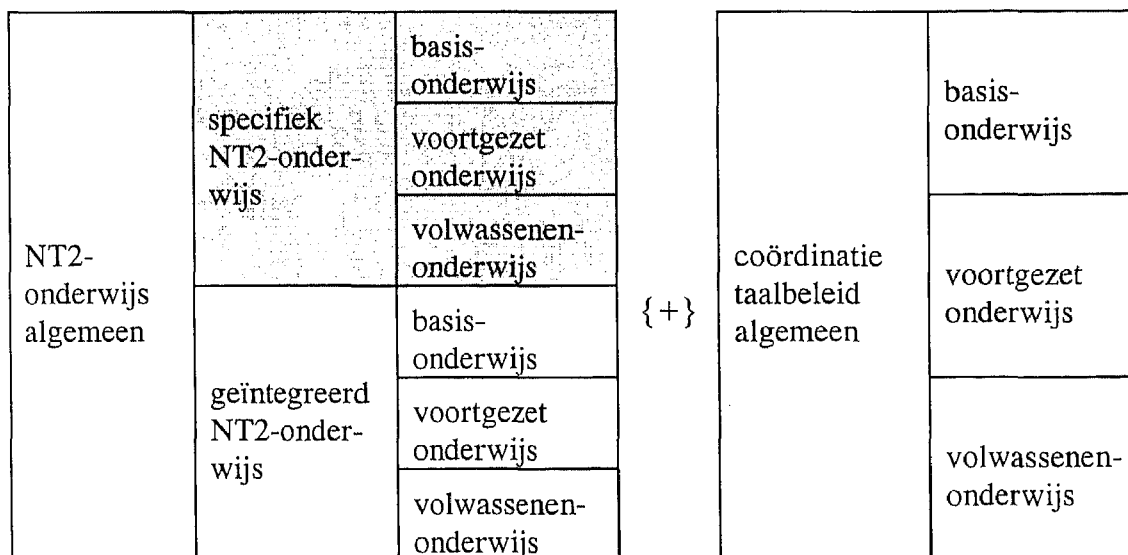 NT2-
onderwijs
algemeen
specifiek
NT2-onder-
wijs
basis-
onderwijs
voortgezet
onderwijs
volwassenen-
onderwijs
geïntegreerd
NT2-onder-
wijs
basis-
onderwijs
voortgezet
onderwijs
volwassenen-
onderwijs
{+}
coördinatie
taalbeleid
algemeen
basis-
onderwijs
voortgezet
onderwijs
volwassenen-
onderwijs